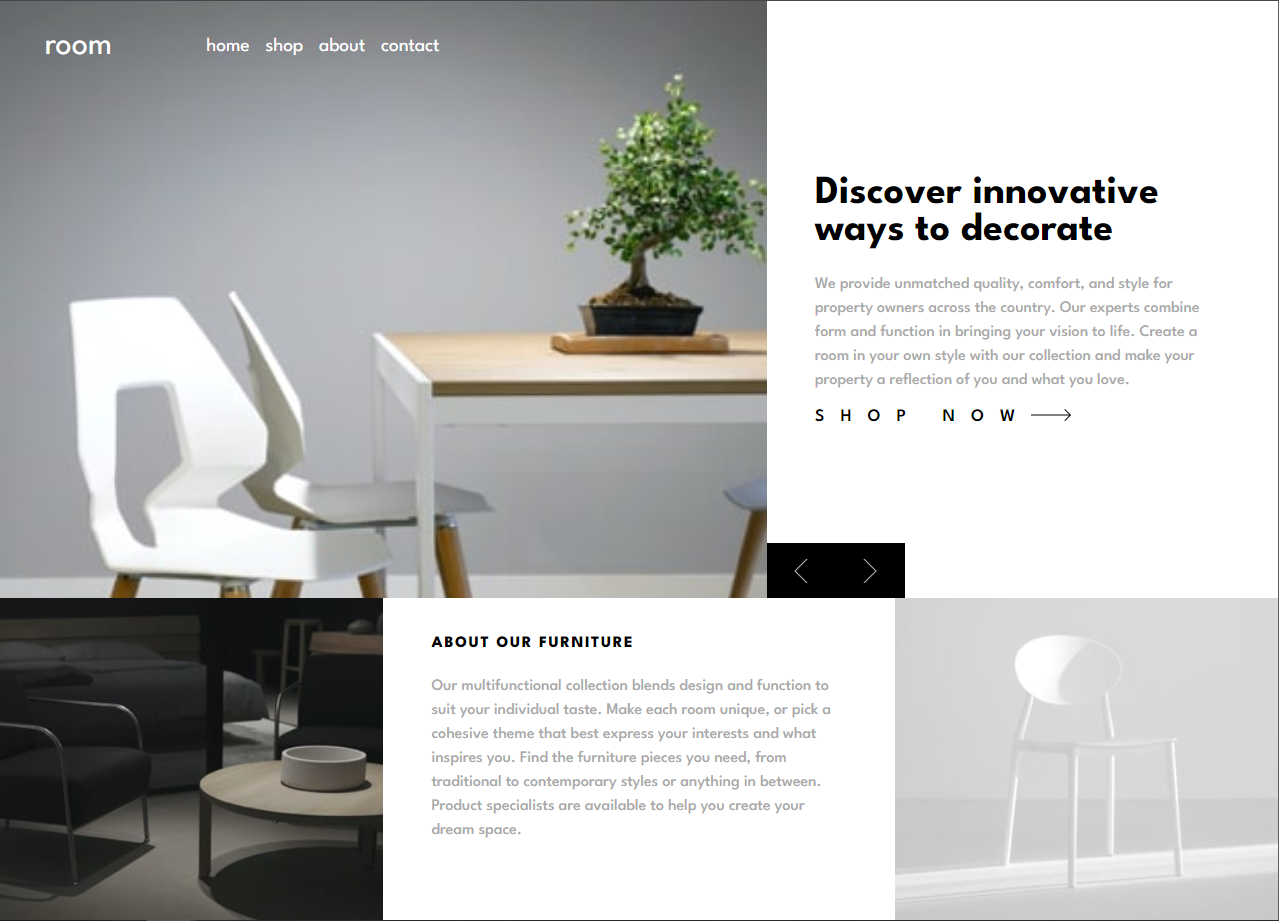 room
home shop about contact
Discover innovative
ways to decorate
We provide unmatched quality, comfort, and style for
property owners across the country. Our experts combine
form and function in bringing your vision to life. Create a
room in your own style with our collection and make your
property a reflection of you and what you love.
SHOP NOW
ABOUT OUR FURNITURE
Our multifunctional collection blends design and function to
suit your individual taste. Make each room unique, or pick a
cohesive theme that best express your interests and what
inspires you. Find the furniture pieces you need, from
traditional to contemporary styles or anything in between.
Product specialists are available to help you create your
dream space.